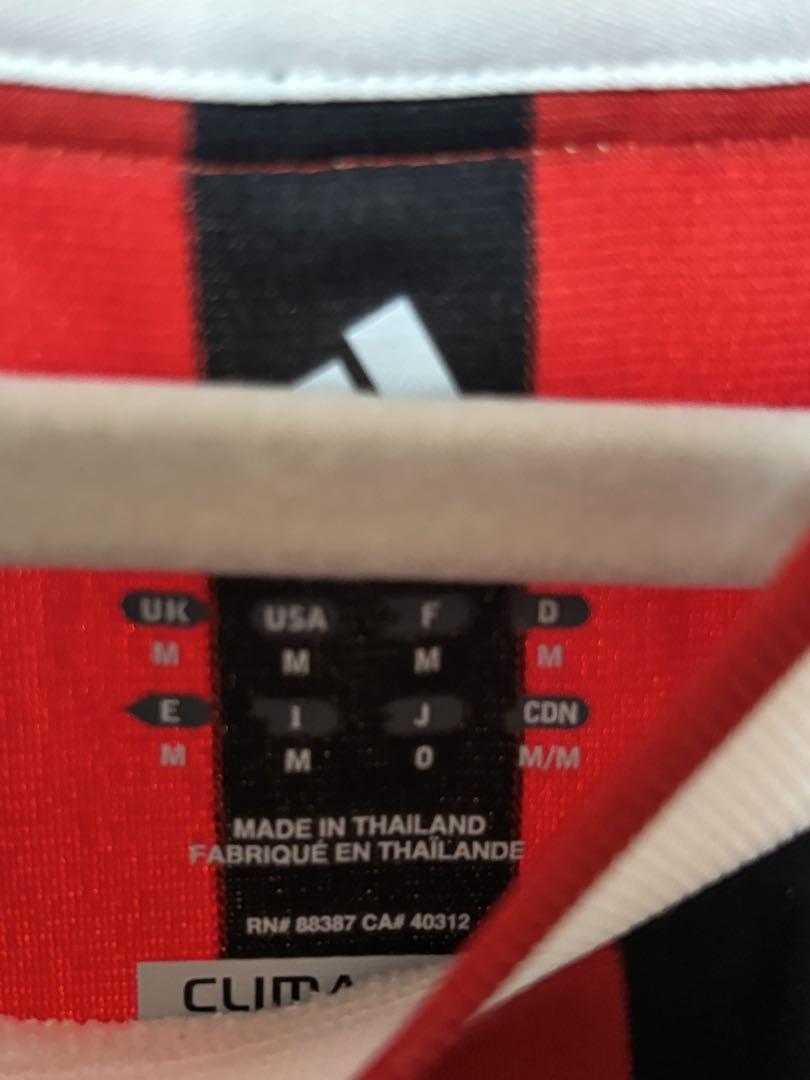 UK USA F D
M M M M
E I J CDN
M M O M/M
MADE IN THAILAND
FABRIQUÉ EN THAÏLANDE
RN# 88387 CA# 40312